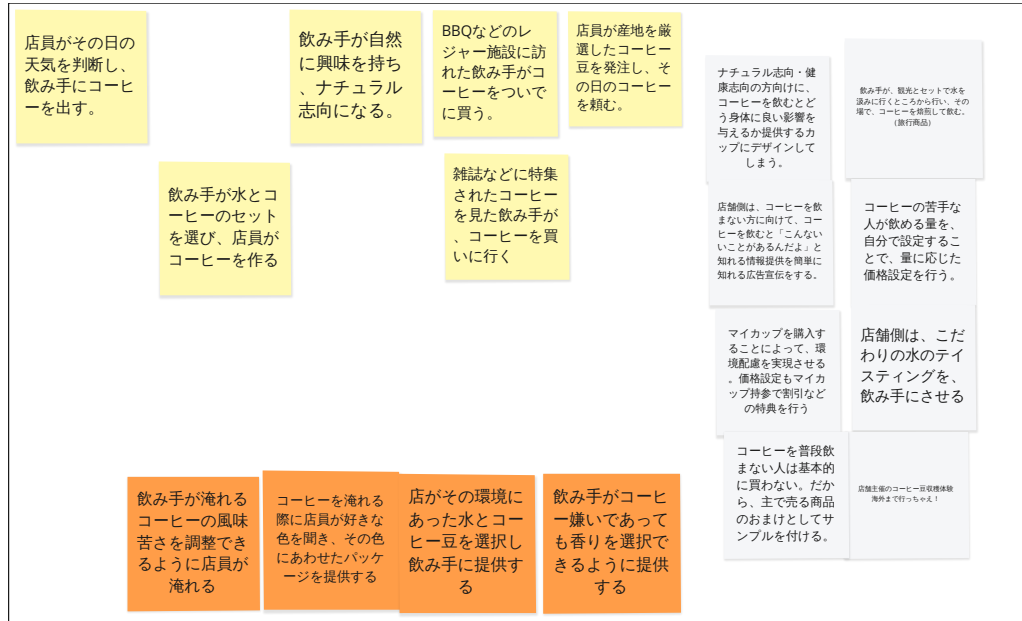 店員がその日の
天気を判断し、
飲み手にコーヒ
ーを出す。
飲み手が自然
に興味を持ち
、ナチュラル
志向になる。
BBQなどのレ
ジャー施設に訪
れた飲み手がコ
ーヒーをついで
に買う。
店員が産地を厳
選したコーヒー
豆を発注し、そ
の日のコーヒー
を頼む。
飲み手が水とコ
ーヒーのセット
を選び、店員が
コーヒーを作る
雑誌などに特集
されたコーヒー
を見た飲み手が
、コーヒーを買
いに行く
ナチュラル志向・健
康志向の方向けに、
コーヒーを飲むとど
う身体に良い影響を
与えるか提供するカ
ップにデザインして
しまう。
飲み手が、観光とセットで水を
汲みに行くところから行い、その
場で、コーヒーを焙煎して飲む。
（旅行商品）
店舗側は、コーヒーを飲
まない方に向けて、コー
ヒーを飲むと「こんない
いことがあるんだよ」と
知れる情報提供を簡単に
知れる広告宣伝をする。
コーヒーの苦手な
人が飲める量を、
自分で設定するこ
とで、量に応じた
価格設定を行う。
マイカップを購入す
ることによって、環
境配慮を実現させる
。価格設定もマイカ
ップ持参で割引など
の特典を行う
店舗側は、こだ
わりの水のテイ
スティングを、
飲み手にさせる
コーヒーを普段飲
まない人は基本的
に買わない。だか
ら、主で売る商品
のおまけとしてサ
ンプルを付ける。
店舗主催のコーヒー豆収穫体験
海外まで行っちゃえ！
飲み手が淹れる
コーヒーの風味
苦さを調整でき
るように店員が
淹れる
コーヒーを淹れる
際に店員が好きな
色を聞き、その色
にあわせたパッケ
ージを提供する
店がその環境に
あった水とコー
ヒー豆を選択し
飲み手に提供す
る
飲み手がコーヒ
ー嫌いであって
も香りを選択で
きるように提供
する